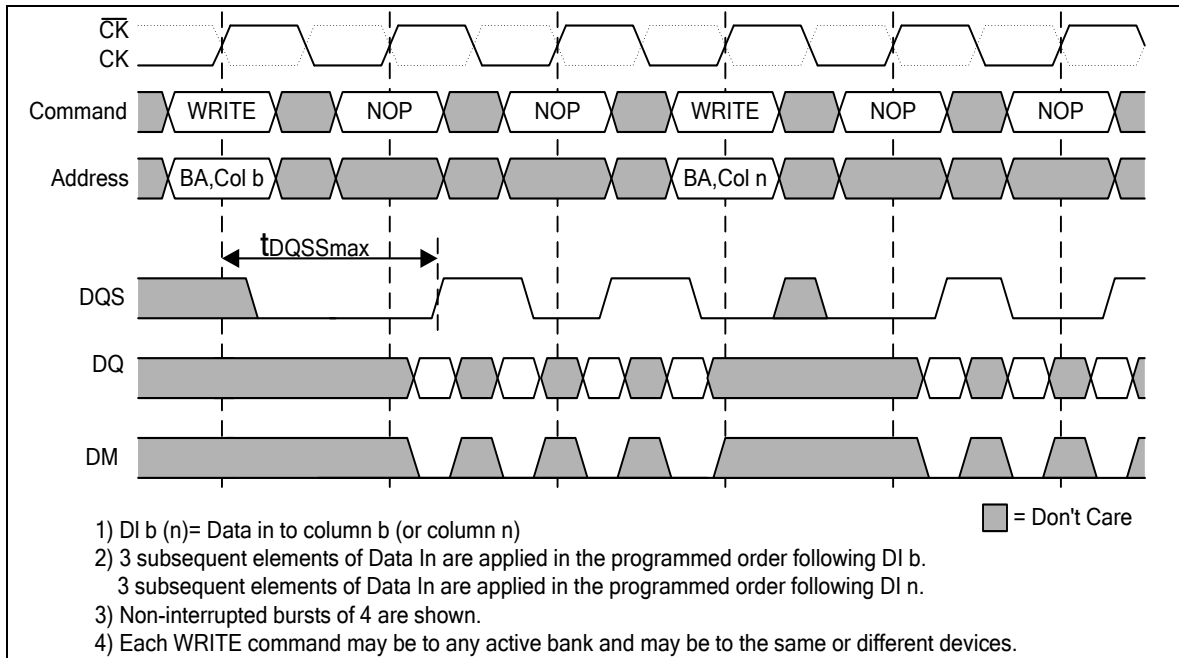 CK
CK
Command WRITE NOP NOP WRITE NOP NOP
Address BA,Col b BA,Col n
tDQSSmax
DQS
DQ
DM
= Don't Care
1) DI b (n)= Data in to column b (or column n)
2) 3 subsequent elements of Data In are applied in the programmed order following DI b.
3 subsequent elements of Data In are applied in the programmed order following DI n.
3) Non-interrupted bursts of 4 are shown.
4) Each WRITE command may be to any active bank and may be to the same or different devices.